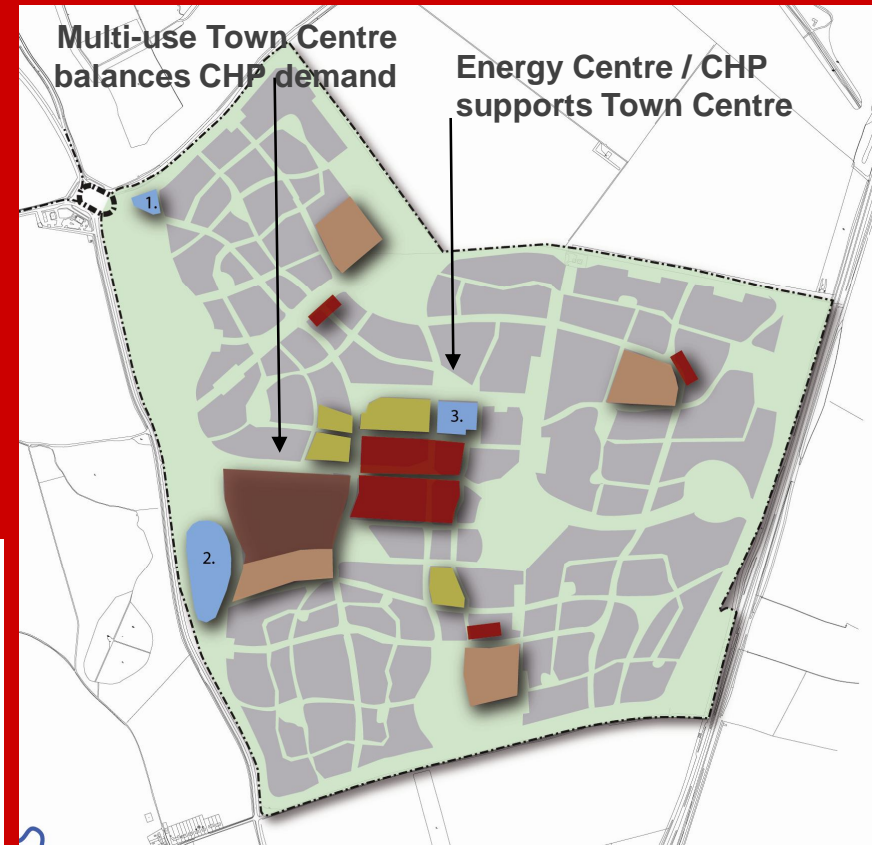 Multi-use Town Centre
balances CHP demand
Energy Centre / CHP
supports Town Centre
1.
3.
2.